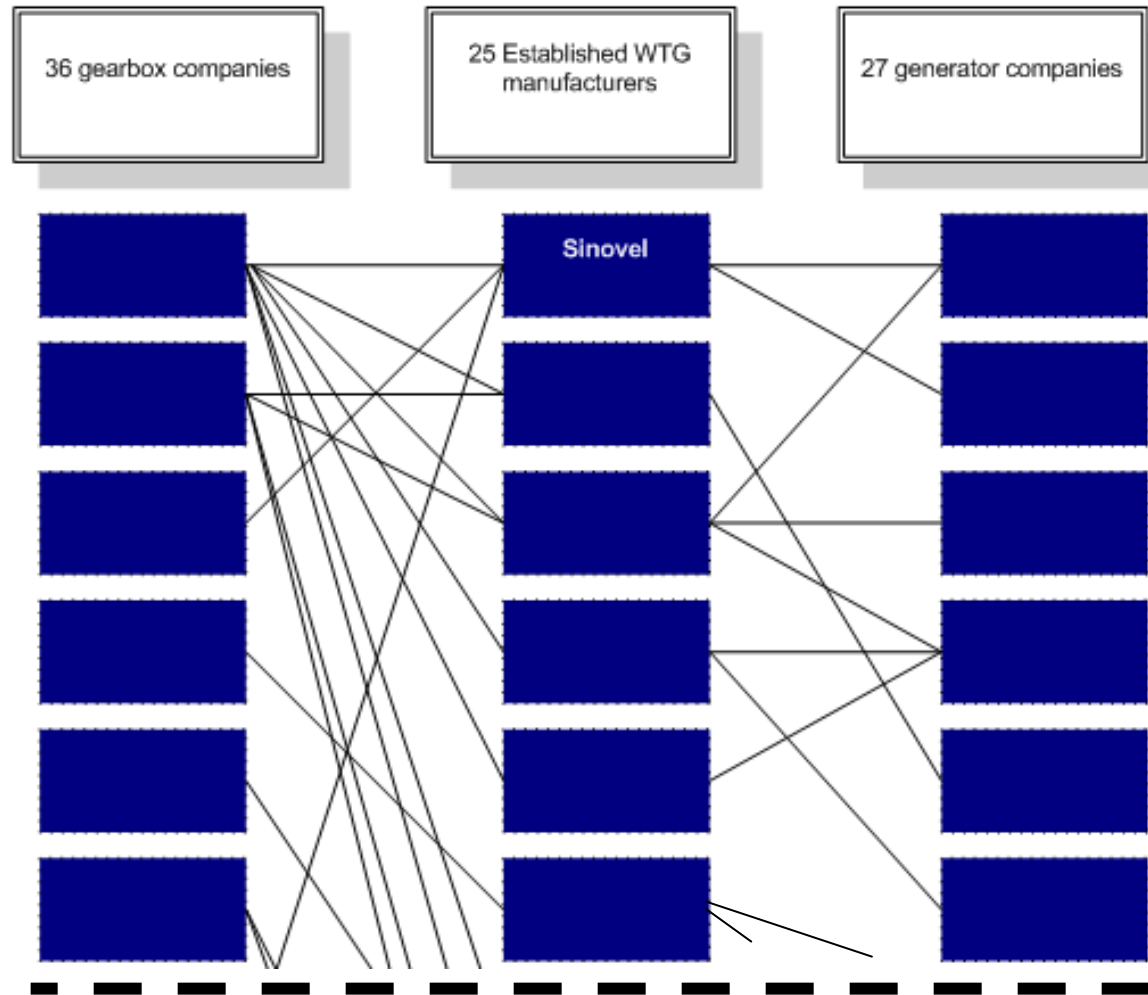 36 gearbox companies
25 Established WTG
manufacturers
27 generator companies
Sinovel